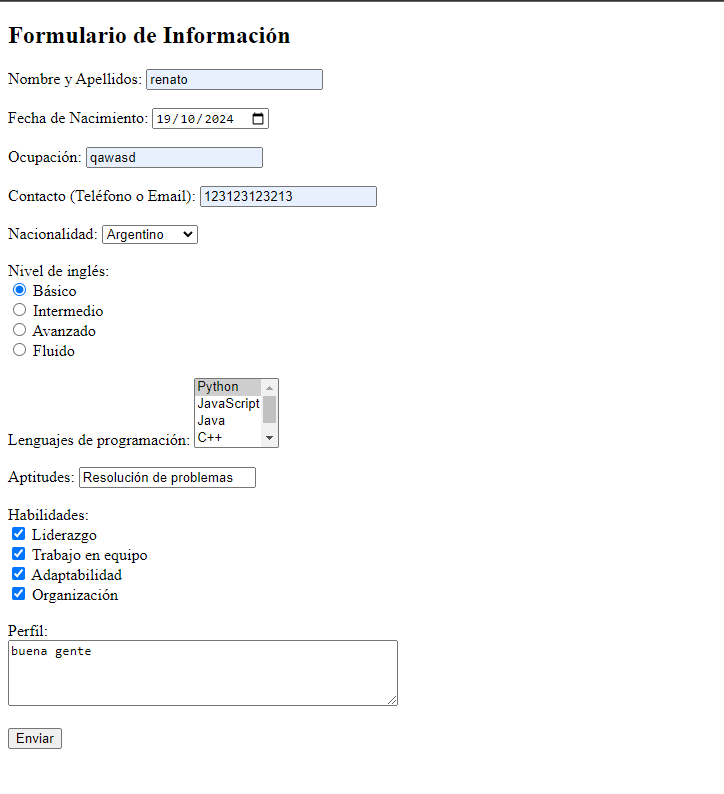 Formulario de Información
Nombre y Apellidos: renato
Fecha de Nacimiento: 19/10/2024
Ocupación: qawasd
Contacto (Teléfono o Email): 123123123213
Nacionalidad: Argentino
Nivel de inglés:
Básico
Intermedio
Avanzado
Fluido
Python
JavaScript
Java
Lenguajes de programación: C++
Aptitudes: Resolución de problemas
Habilidades:
Liderazgo
Trabajo en equipo
Adaptabilidad
Organización
Perfil:
buena gente
Enviar